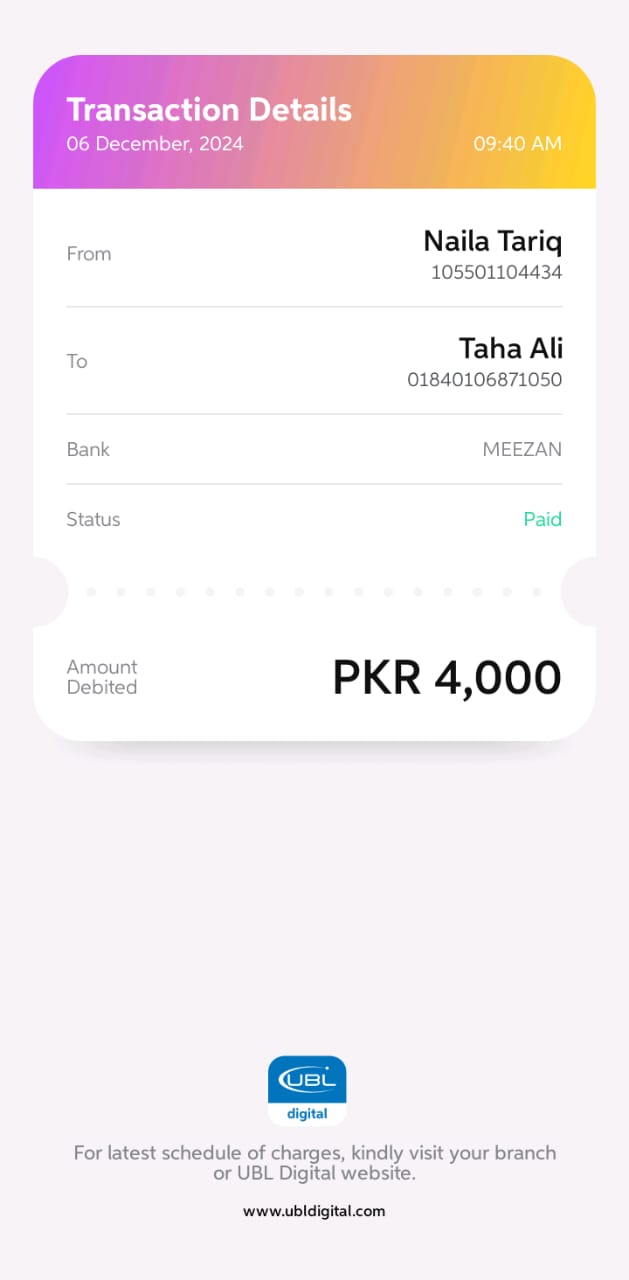 Transaction Details
06 December, 2024 09:40 AM
From Naila Tariq
105501104434
To Taha Ali
01840106871050
Bank MEEZAN
Status Paid
Amount
Debited PKR 4,000
UBL
digital
For latest schedule of charges, kindly visit your branch
or UBL Digital website.
www.ubldigital.com